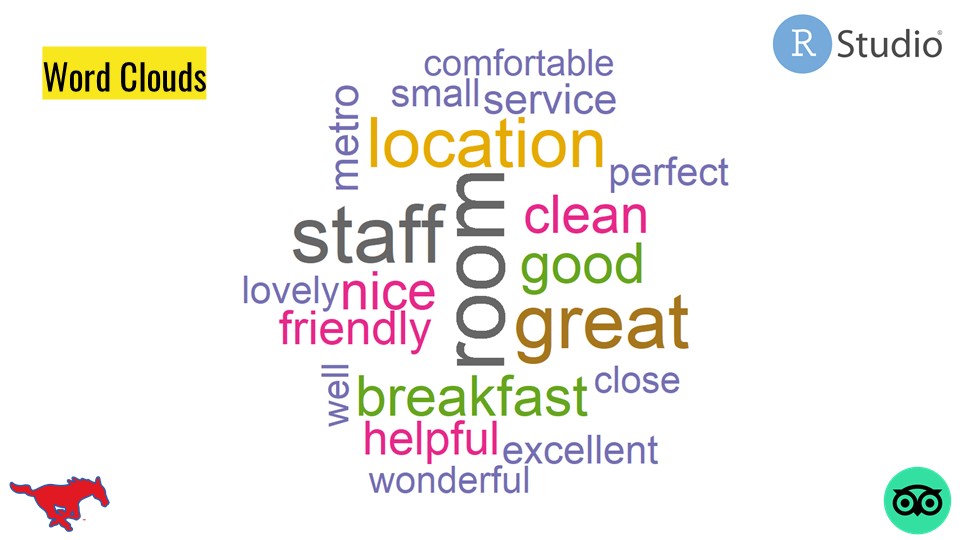 Word Clouds
R Studio®
comfortable
small service
metro
location
perfect
room
staff
clean
good
lovely nice
friendly
great
well
breakfast
close
helpful
excellent
wonderful